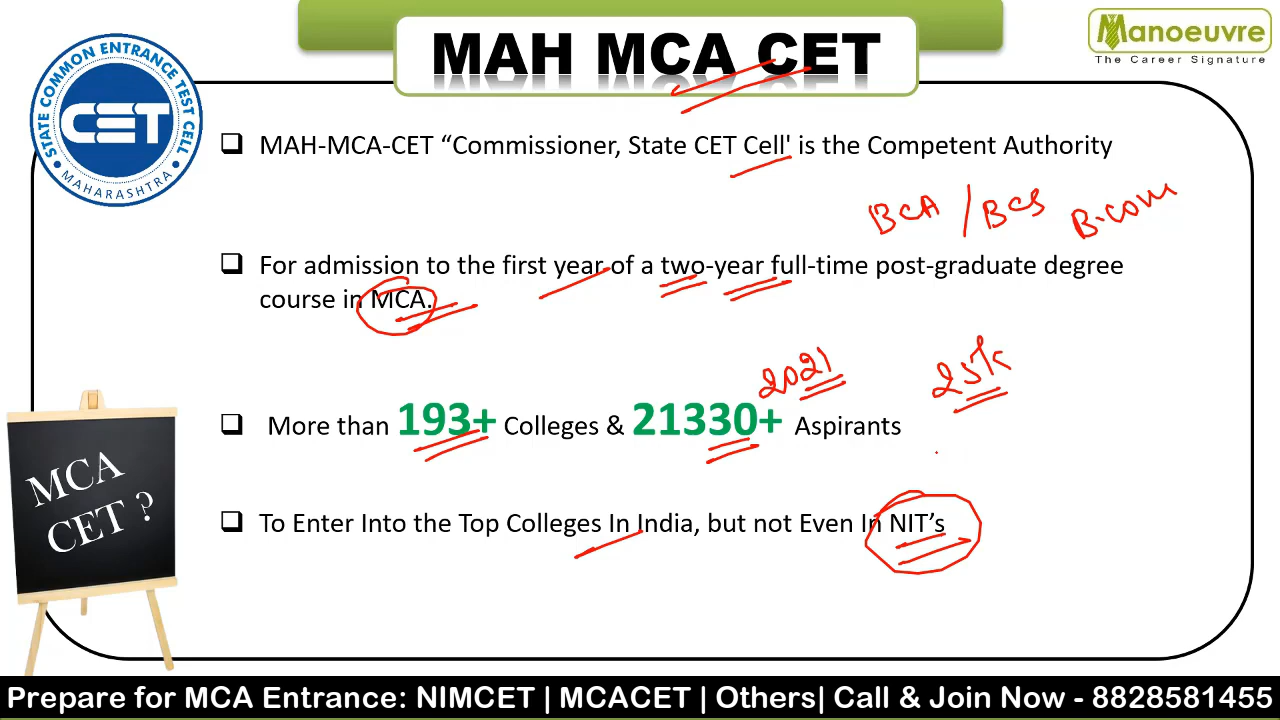 MAH MCA CET
Manoeuvre
The Career Signature
STATE COMMON ENTRANCE TEST CELL
CET
MAHARASHTRA
❑ MAH-MCA-CET “Commissioner, State CET Cell' is the Competent Authority
BCA / BCS B.com
❑ For admission to the first year of a two-year full-time post-graduate degree
course in MCA.
2021 25k
❑ More than 193+ Colleges & 21330+ Aspirants
MCA
CET ?
❑ To Enter Into the Top Colleges In India, but not Even In NIT’s
Prepare for MCA Entrance: NIMCET | MCACET | Others| Call & Join Now - 8828581455